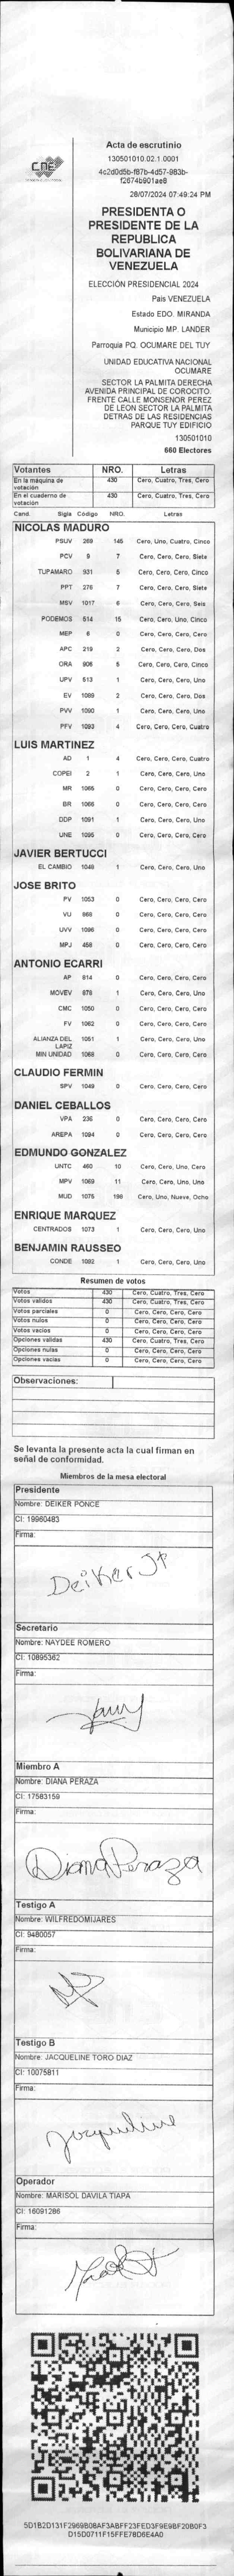 CNE
Acta de escrutinio
130501010.02.1.0001
4c2d0d5b-f87b-4d57-983b-
f2674b901ae8
28/07/2024 07:49:24 PM
PRESIDENTA O
PRESIDENTE DE LA
REPUBLICA
BOLIVARIANA DE
VENEZUELA
ELECCIÓN PRESIDENCIAL 2024
Pais VENEZUELA
Estado EDO. MIRANDA
Municipio MP. LANDER
Parroquia PQ. OCUMARE DEL TUY
UNIDAD EDUCATIVA NACIONAL
OCUMARE
SECTOR LA PALMITA DERECHA
AVENIDA PRINCIPAL DE COROCITO.
FRENTE CALLE MONSENOR PEREZ
DE LEON SECTOR LA PALMITA
DETRAS DE LAS RESIDENCIAS
PARQUE TUY EDIFICIO
130501010
660 Electores
Votantes NRO. Letras
En la máquina de votación 430 Cero, Cuatro, Tres, Cero
En el cuaderno de votación 430 Cero, Cuatro, Tres, Cero
Cand. Sigla Código NRO. Letras
NICOLAS MADURO
PSUV 269 145 Cero, Uno, Cuatro, Cinco
PCV 9 7 Cero, Cero, Cero, Siete
TUPAMARO 931 5 Cero, Cero, Cero, Cinco
PPT 276 7 Cero, Cero, Cero, Siete
MSV 1017 6 Cero, Cero, Cero, Seis
PODEMOS 514 15 Cero, Cero, Uno, Cinco
MEP 6 0 Cero, Cero, Cero, Cero
APC 219 2 Cero, Cero, Cero, Dos
ORA 906 5 Cero, Cero, Cero, Cinco
UPV 513 1 Cero, Cero, Cero, Uno
EV 1089 2 Cero, Cero, Cero, Dos
PVV 1090 1 Cero, Cero, Cero, Uno
PFV 1093 4 Cero, Cero, Cero, Cuatro
LUIS MARTINEZ
AD 1 4 Cero, Cero, Cero, Cuatro
COPEI 2 1 Cero, Cero, Cero, Uno
MR 1065 0 Cero, Cero, Cero, Cero
BR 1066 0 Cero, Cero, Cero, Cero
DDP 1091 1 Cero, Cero, Cero, Uno
UNE 1095 0 Cero, Cero, Cero, Cero
JAVIER BERTUCCI
EL CAMBIO 1048 1 Cero, Cero, Cero, Uno
JOSE BRITO
PV 1053 0 Cero, Cero, Cero, Cero
VU 868 0 Cero, Cero, Cero, Cero
UVV 1096 0 Cero, Cero, Cero, Cero
MPJ 458 0 Cero, Cero, Cero, Cero
ANTONIO ECARRI
AP 814 0 Cero, Cero, Cero, Cero
MOVEV 978 1 Cero, Cero, Cero, Uno
CMC 1050 0 Cero, Cero, Cero, Cero
FV 1062 0 Cero, Cero, Cero, Cero
ALIANZA DEL LAPIZ 1051 1 Cero, Cero, Cero, Uno
MIN UNIDAD 1068 0 Cero, Cero, Cero, Cero
CLAUDIO FERMIN
SPV 1049 0 Cero, Cero, Cero, Cero
DANIEL CEBALLOS
VPA 236 0 Cero, Cero, Cero, Cero
AREPA 1094 0 Cero, Cero, Cero, Cero
EDMUNDO GONZALEZ
UNTC 460 10 Cero, Cero, Uno, Cero
MPV 1069 11 Cero, Cero, Uno, Uno
MUD 1075 198 Cero, Uno, Nueve, Ocho
ENRIQUE MARQUEZ
CENTRADOS 1073 1 Cero, Cero, Cero, Uno
BENJAMIN RAUSSEO
CONDE 1092 1 Cero, Cero, Cero, Uno
Resumen de votos
Votos 430 Cero, Cuatro, Tres, Cero
Votos validos 430 Cero, Cuatro, Tres, Cero
Votos parciales 0 Cero, Cero, Cero, Cero
Votos nulos 0 Cero, Cero, Cero, Cero
Votos vacios 0 Cero, Cero, Cero, Cero
Opciones validas 430 Cero, Cuatro, Tres, Cero
Opciones nulas 0 Cero, Cero, Cero, Cero
Opciones vacias 0 Cero, Cero, Cero, Cero
Observaciones:
Se levanta la presente acta la cual firman en
señal de conformidad.
Miembros de la mesa electoral
Presidente
Nombre: DEIKER PONCE
CI: 19960483
Firma:
Deiker JP
Secretario
Nombre: NAYDEE ROMERO
CI: 10895362
Firma:
Miembro A
Nombre: DIANA PERAZA
CI: 17583159
Firma:
Diana Peraza
Testigo A
Nombre: WILFREDOMIJARES
CI: 9480057
Firma:
Testigo B
Nombre: JACQUELINE TORO DIAZ
CI: 10075811
Firma:
Jacqueline
Operador
Nombre: MARISOL DAVILA TIAPA
CI: 16091286
Firma:
5D1B2D131F2969B08AF3ABFF23FED3F9E9BF20B0F3
D15D0711F15FFE78D6E4A0